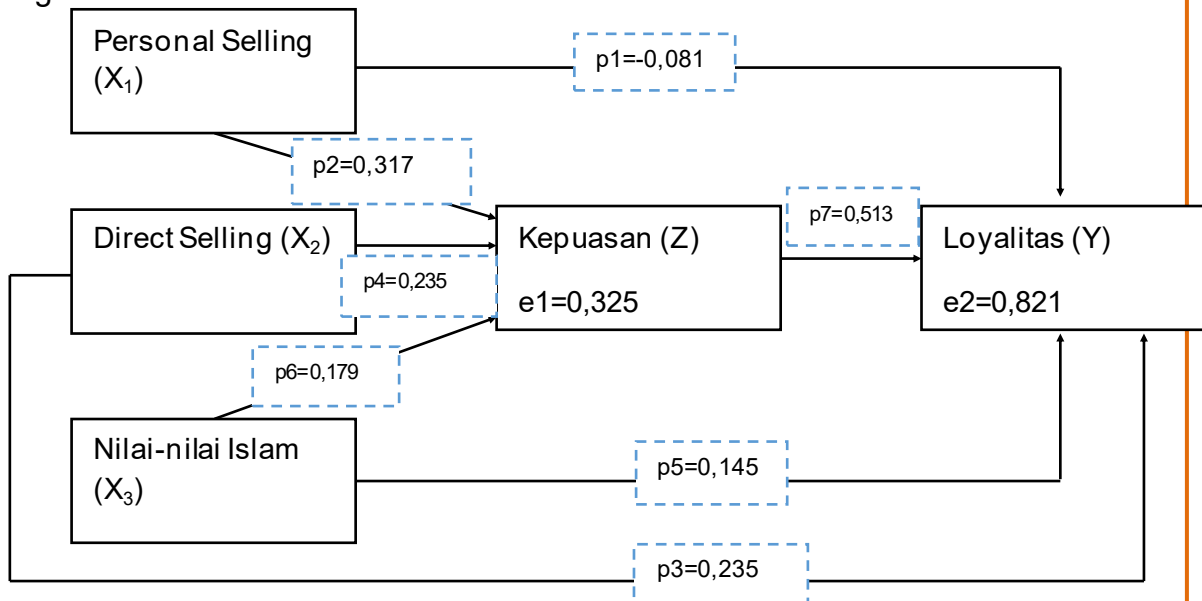 Personal Selling
(X₁)
p1=-0,081
p2=0,317
Direct Selling (X₂)
p4=0,235
Kepuasan (Z)
e1=0,325
p7=0,513
Loyalitas (Y)
e2=0,821
p6=0,179
Nilai-nilai Islam
(X₃)
p5=0,145
p3=0,235